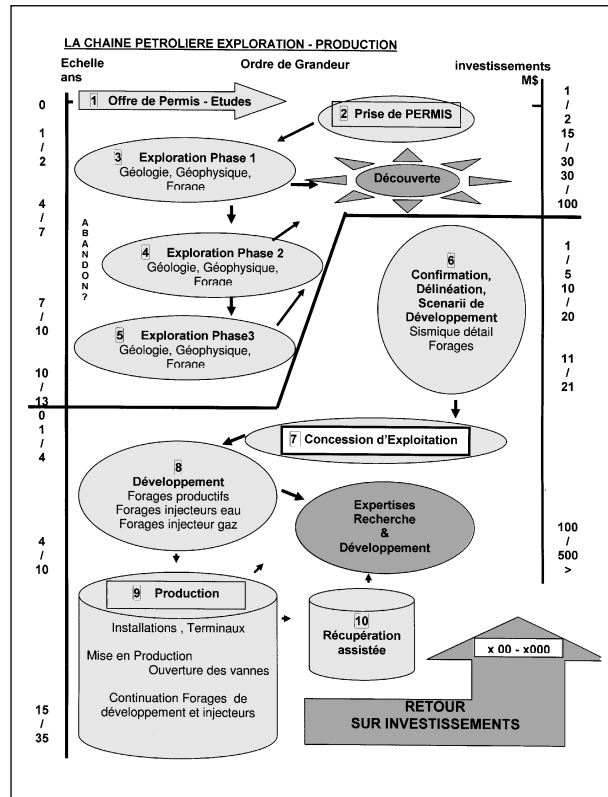 LA CHAINE PETROLIERE EXPLORATION - PRODUCTION
Echelle
ans
Ordre de Grandeur
investissements
M$
0
1
/
2
4
/
7
7
/
10
10
/
13
0
1
/
4
4
/
10
15
/
35
1 Offre de Permis - Etudes
2 Prise de PERMIS
3 Exploration Phase 1
Géologie, Géophysique,
Forage
Découverte
A
B
A
N
D
O
N
?
4 Exploration Phase 2
Géologie, Géophysique,
Forage
5 Exploration Phase3
Géologie, Géophysique,
Forage
6
Confirmation,
Délinéation,
Scenarii de
Développement
Sismique détail
Forages
7 Concession d'Exploitation
8
Développement
Forages productifs
Forages injecteurs eau
Forages injecteur gaz
Expertises
Recherche
&
Développement
9 Production
Installations , Terminaux
Mise en Production
Ouverture des vannes
Continuation Forages de
développement et injecteurs
10
Récupération
assistée
x 00 - x000
RETOUR
SUR INVESTISSEMENTS
1
/
2
15
/
30
30
/
100
1
/
5
10
/
20
11
/
21
100
/
500
>